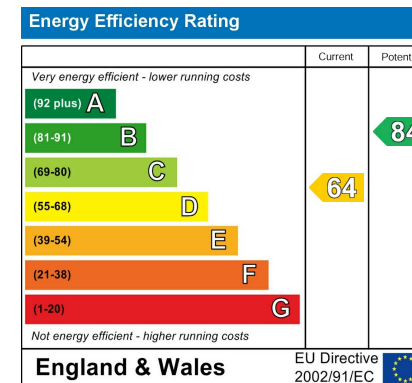 Energy Efficiency Rating
Current Potent
Very energy efficient - lower running costs
(92 plus) A
(81-91) B
84
(69-80) C
64
(55-68) D
(39-54) E
(21-38) F
(1-20) G
Not energy efficient - higher running costs
England & Wales
EU Directive
2002/91/EC